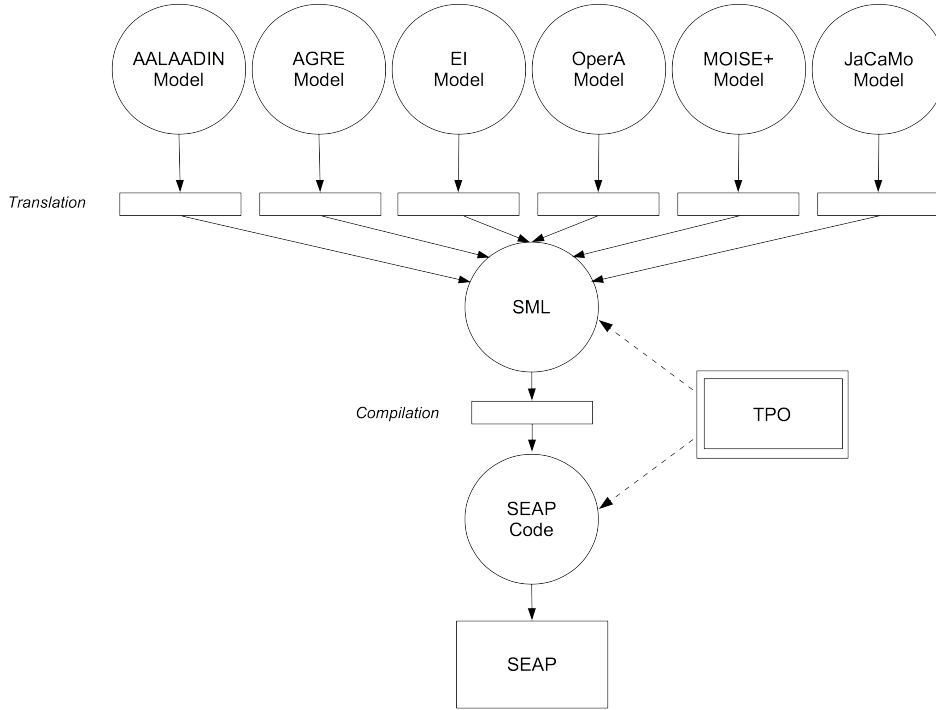 AALAADIN
Model
AGRE
Model
EI
Model
OperA
Model
MOISE+
Model
JaCaMo
Model
Translation
SML
Compilation
TPO
SEAP
Code
SEAP